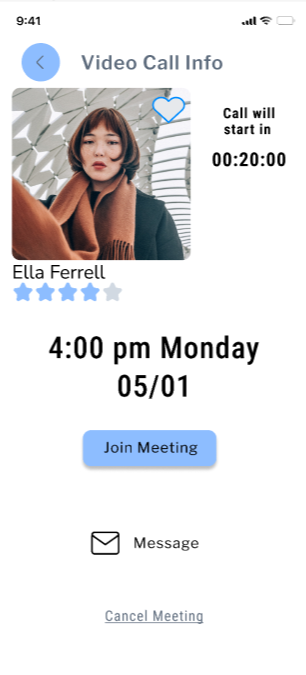 9:41
Video Call Info
Call will
start in
00:20:00
Ella Ferrell
4:00 pm Monday
05/01
Join Meeting
Message
Cancel Meeting